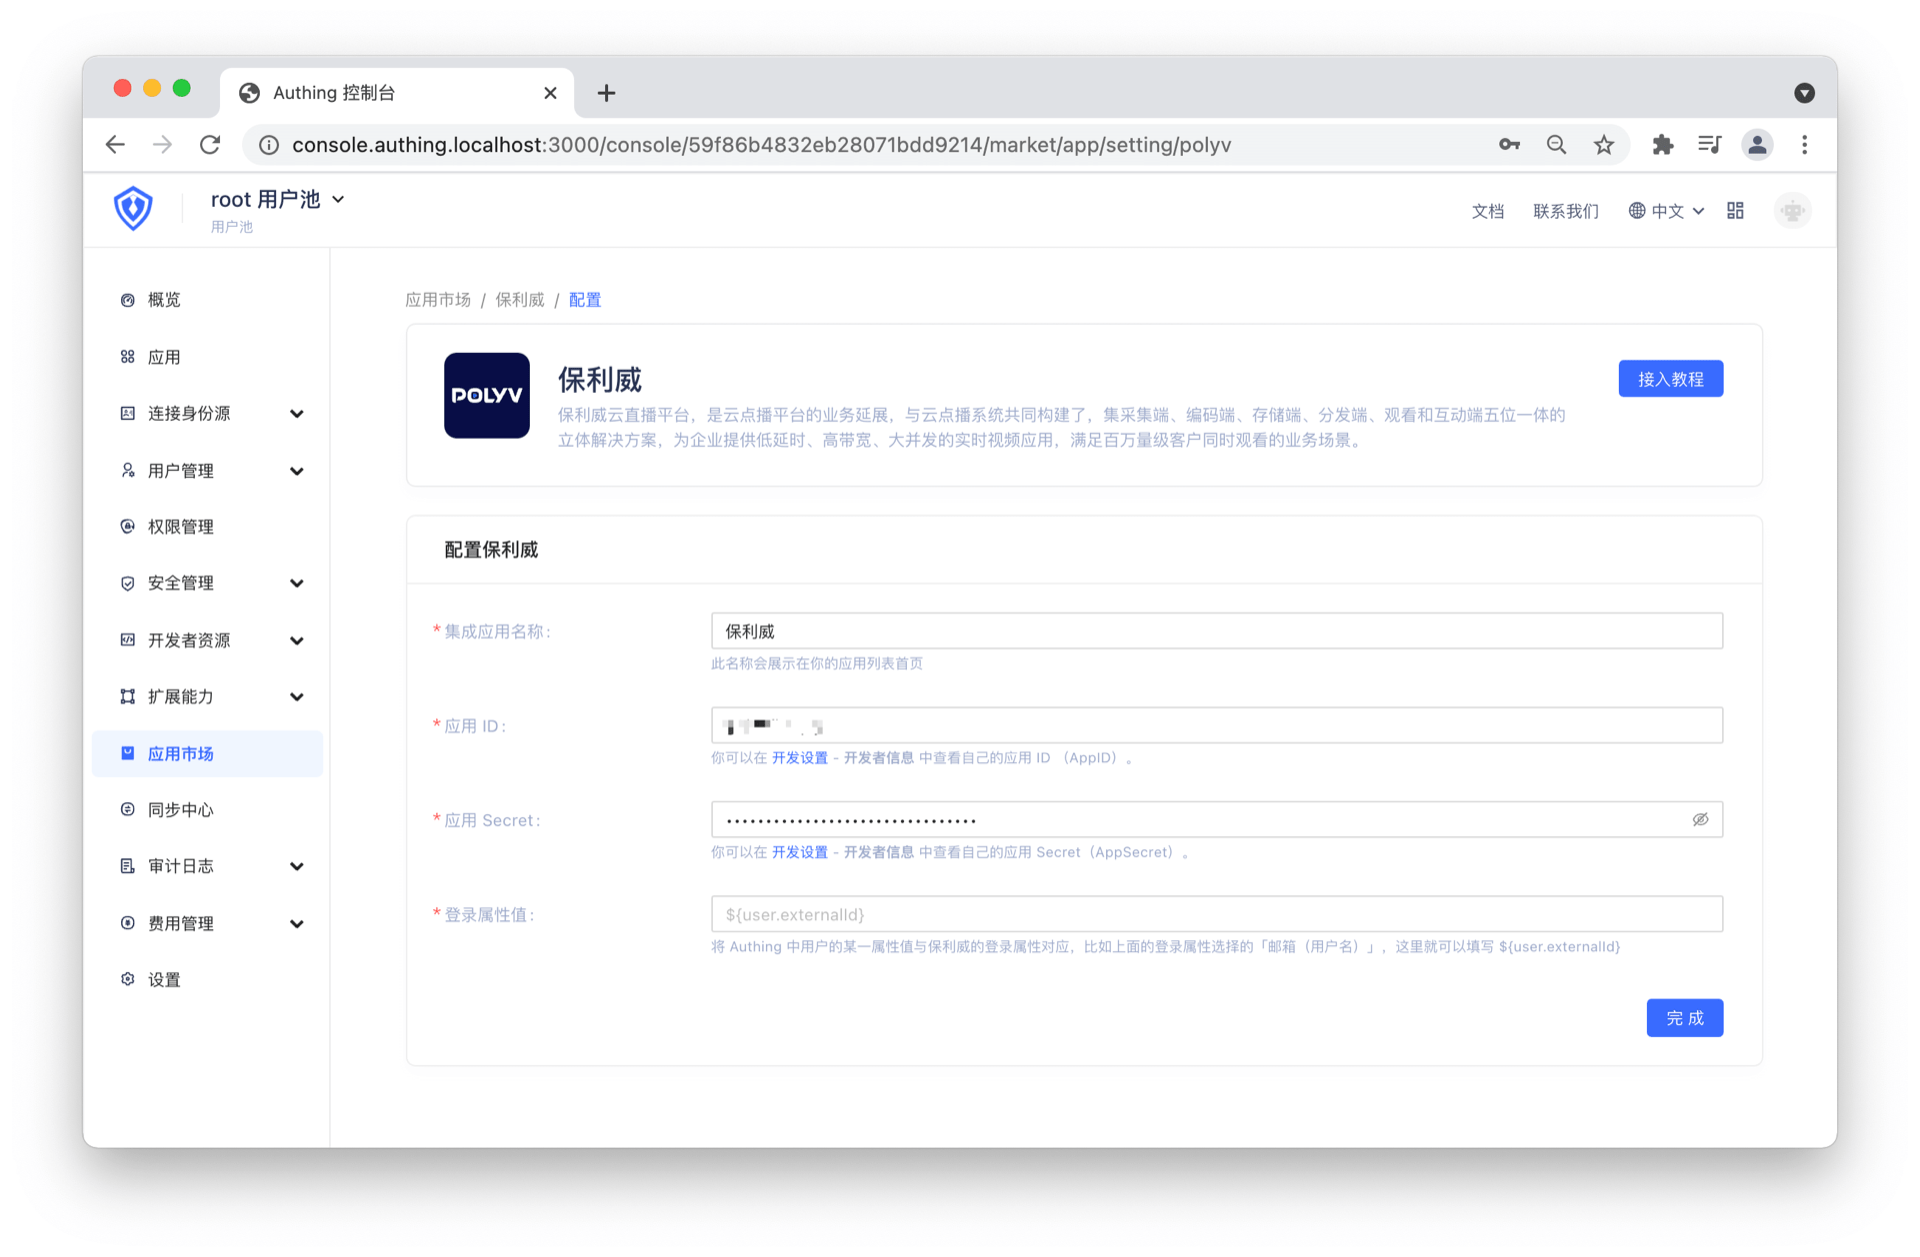 Authing 控制台
console.authing.localhost:3000/console/59f86b4832eb28071bdd9214/market/app/setting/polyv
root 用户池
用户池
文档 联系我们 中文
概览
应用
连接身份源
用户管理
权限管理
安全管理
开发者资源
扩展能力
应用市场
同步中心
审计日志
费用管理
设置
应用市场 / 保利威 / 配置
POLYV
保利威
接入教程
保利威云直播平台，是云点播平台的业务延展，与云点播系统共同构建了，集采集端、编码端、存储端、分发端、观看和互动端五位一体的
立体解决方案，为企业提供低延时、高带宽、大并发的实时视频应用，满足百万量级客户同时观看的业务场景。
配置保利威
* 集成应用名称： 保利威
此名称会展示在你的应用列表首页
* 应用 ID：
你可以在 开发设置 - 开发者信息 中查看自己的应用 ID （AppID）。
* 应用 Secret： ••••••••••••••••••••••••••••••••
你可以在 开发设置 - 开发者信息 中查看自己的应用 Secret（AppSecret）。
* 登录属性值： ${user.externalId}
将 Authing 中用户的某一属性值与保利威的登录属性对应，比如上面的登录属性选择的「邮箱（用户名）」，这里就可以填写 ${user.externalId}
完 成